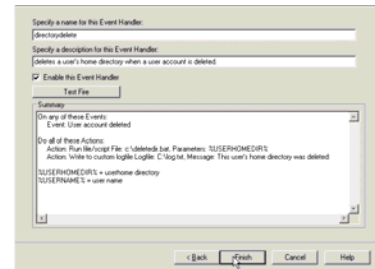 Specify a name for this Event Handler:
directorydelete
Specify a description for this Event Handler:
deletes a user's home directory when a user account is deleted.
Enable this Event Handler
Test Fire
Summary
On any of these Events:
Event: User account deleted
Do all of these Actions:
Action: Run file/script File: c:\deletedir.bat, Parameters: %USERHOMEDIR%
Action: Write to custom logfile Logfile: C:\log.txt, Message: This user's home directory was deleted
%USERHOMEDIR% = userhome directory
%USERNAME% = user name
< Back Finish Cancel Help